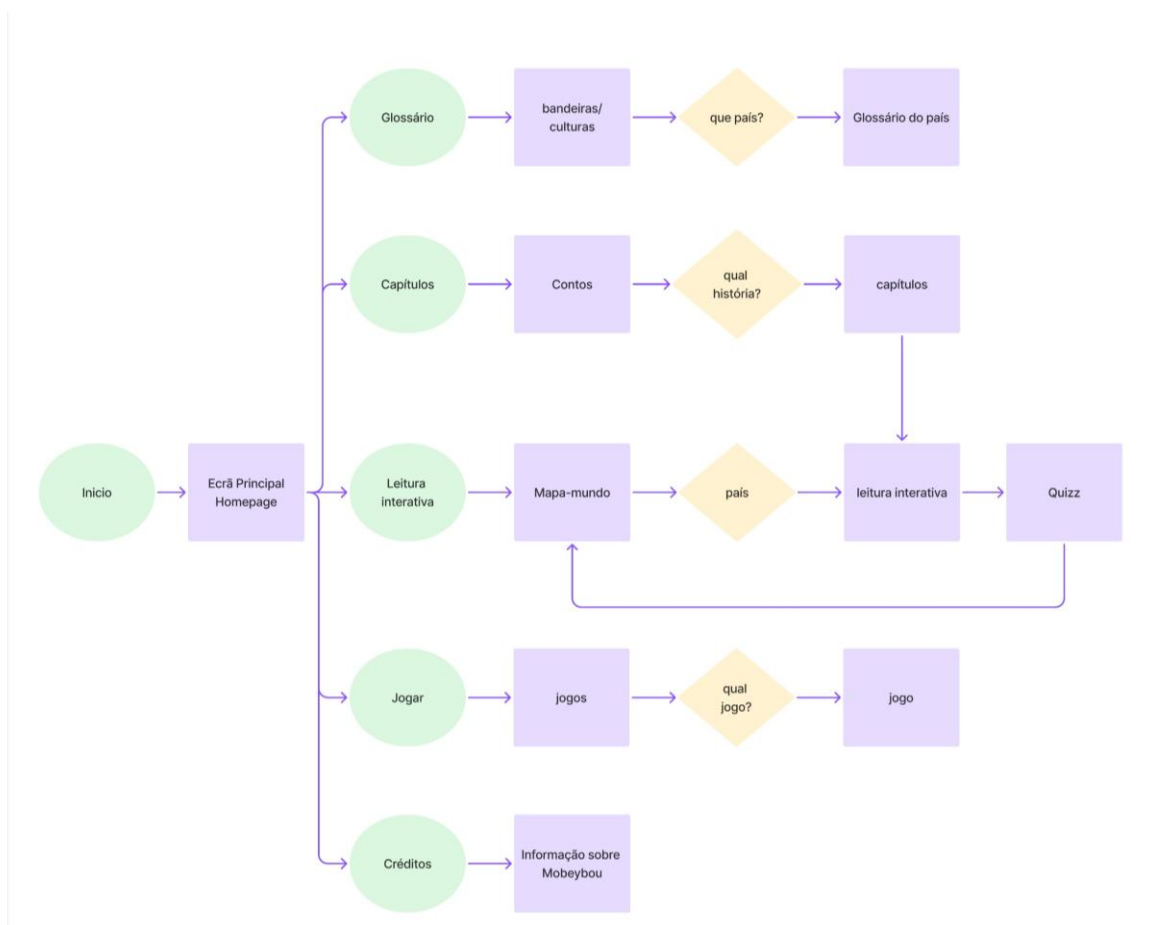 Glossário
bandeiras/
culturas
que país?
Glossário do país
Capítulos
Contos
qual
história?
capítulos
Inicio
Ecrã Principal
Homepage
Leitura
interativa
Mapa-mundo
país
leitura interativa
Quizz
Jogar
jogos
qual
jogo?
jogo
Créditos
Informação sobre
Mobeybou